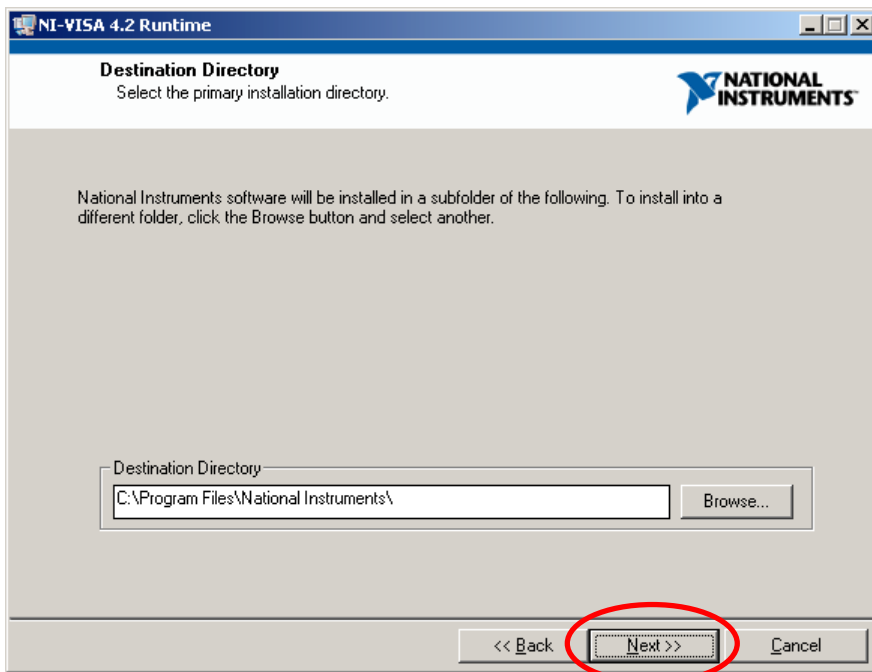 NI-VISA 4.2 Runtime
Destination Directory
Select the primary installation directory.
NATIONAL
INSTRUMENTS
National Instruments software will be installed in a subfolder of the following. To install into a
different folder, click the Browse button and select another.
Destination Directory
C:\Program Files\National Instruments\
Browse...
<< Back
Next >>
Cancel